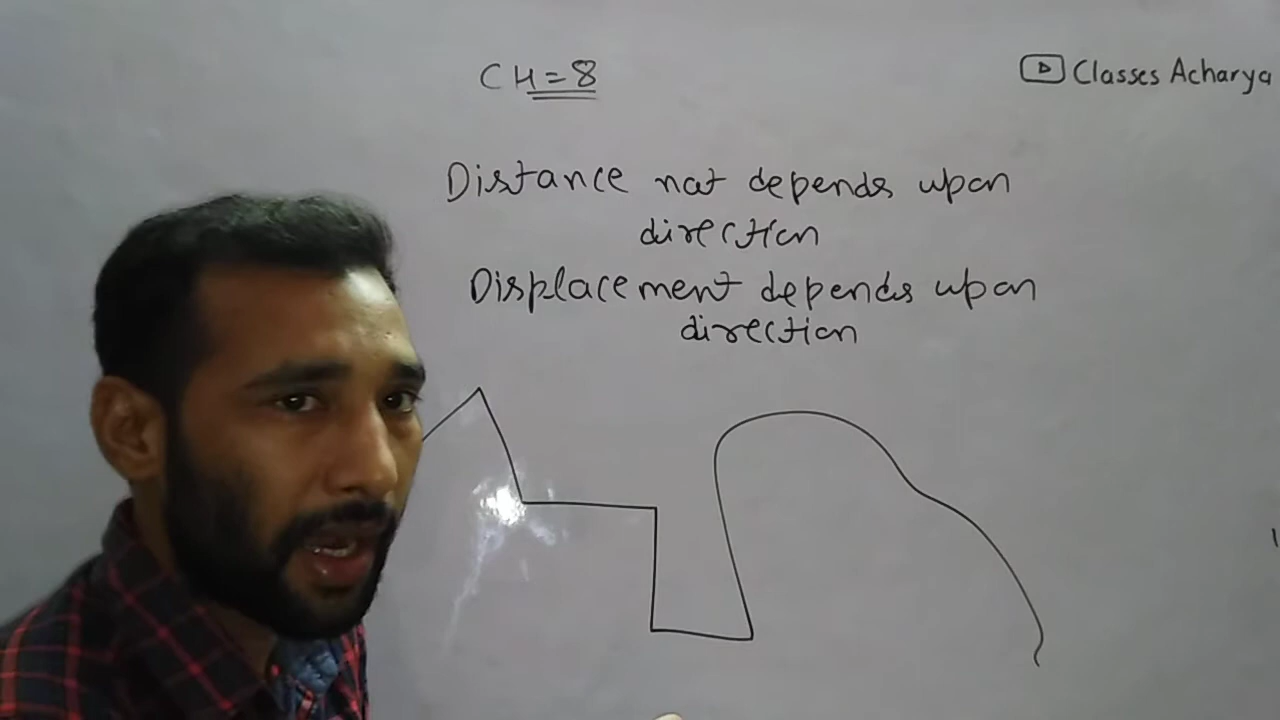 CH=8
Classes Acharya
Distance not depends upon
direction
Displacement depends upon
direction